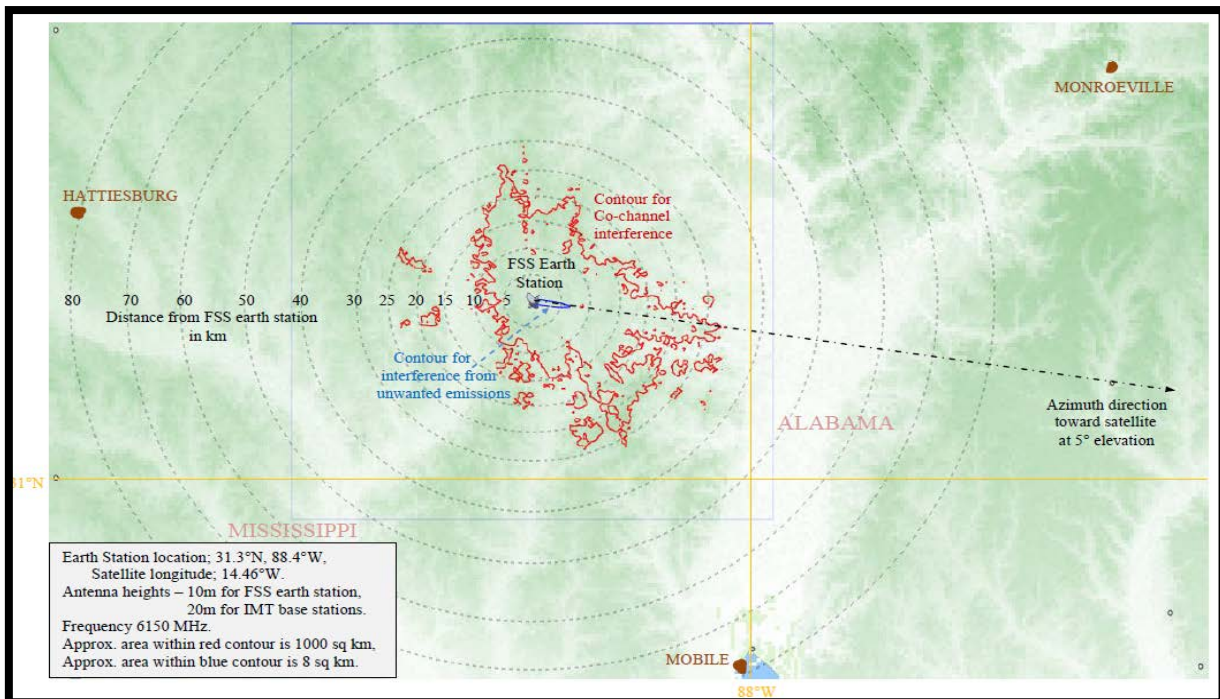 MONROEVILLE
HATTIESBURG
Contour for
Co-channel
interference
FSS Earth
Station
80 70 60 50 40 30 25 20 15 10 5
Distance from FSS earth station
in km
Contour for
interference from
unwanted emissions
Azimuth direction
toward satellite
at 5° elevation
ALABAMA
31°N
MISSISSIPPI
Earth Station location; 31.3°N, 88.4°W,
Satellite longitude; 14.46°W.
Antenna heights – 10m for FSS earth station,
20m for IMT base stations.
Frequency 6150 MHz.
Approx. area within red contour is 1000 sq km,
Approx. area within blue contour is 8 sq km.
MOBILE
88°W